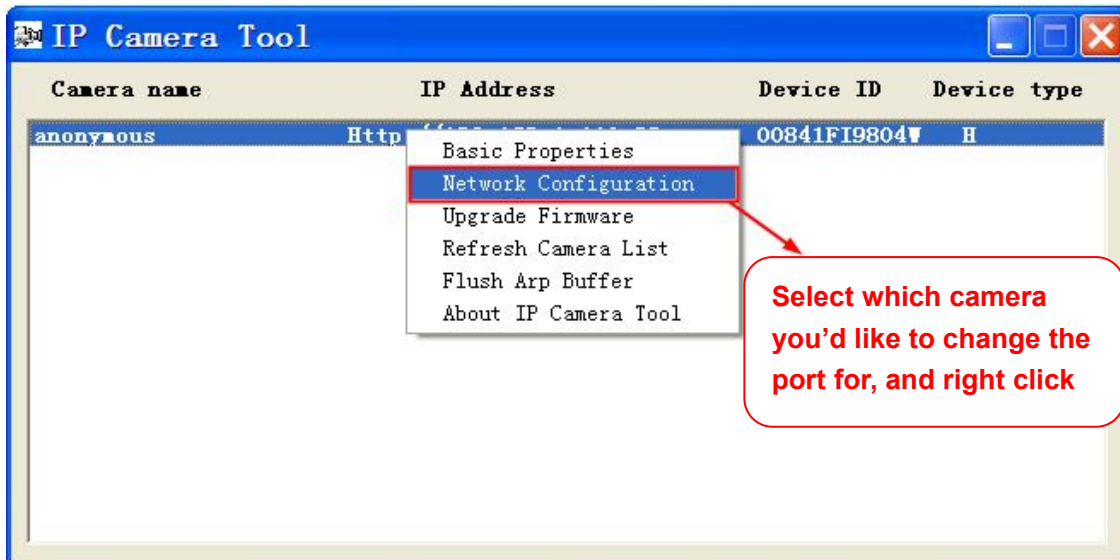 IP Camera Tool
Camera name IP Address Device ID Device type
anonymous Http 00841FI9804W H
Basic Properties
Network Configuration
Upgrade Firmware
Refresh Camera List
Flush Arp Buffer
About IP Camera Tool
Select which camera
you’d like to change the
port for, and right click